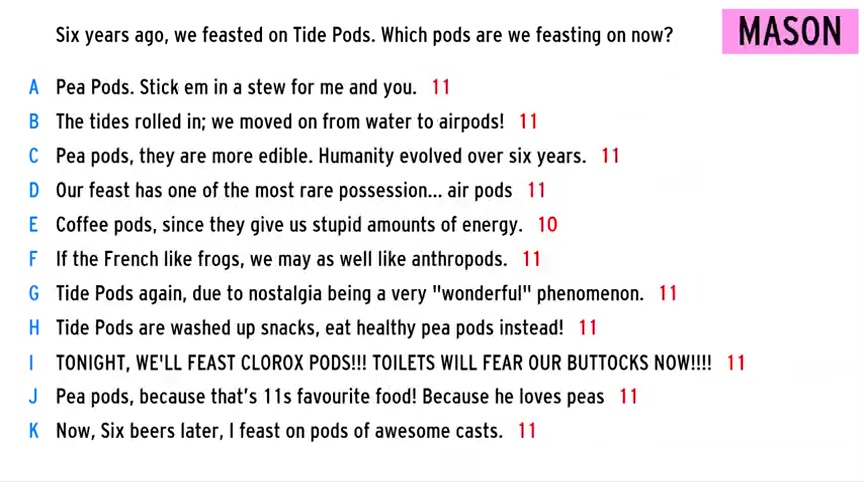 Six years ago, we feasted on Tide Pods. Which pods are we feasting on now?
MASON
A Pea Pods. Stick em in a stew for me and you. 11
B The tides rolled in; we moved on from water to airpods! 11
C Pea pods, they are more edible. Humanity evolved over six years. 11
D Our feast has one of the most rare possession... air pods 11
E Coffee pods, since they give us stupid amounts of energy. 10
F If the French like frogs, we may as well like anthropods. 11
G Tide Pods again, due to nostalgia being a very "wonderful" phenomenon. 11
H Tide Pods are washed up snacks, eat healthy pea pods instead! 11
I TONIGHT, WE'LL FEAST CLOROX PODS!!! TOILETS WILL FEAR OUR BUTTOCKS NOW!!!! 11
J Pea pods, because that's 11s favourite food! Because he loves peas 11
K Now, Six beers later, I feast on pods of awesome casts. 11